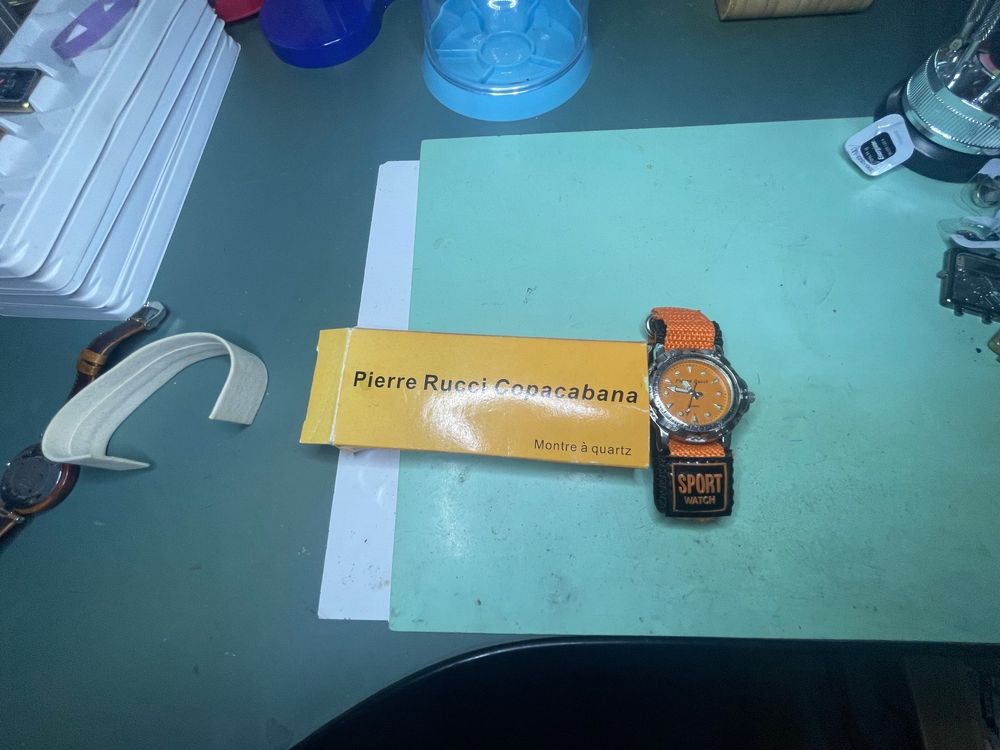 Pierre Rucci Copacabana
Montre à quartz
SPORT
WATCH